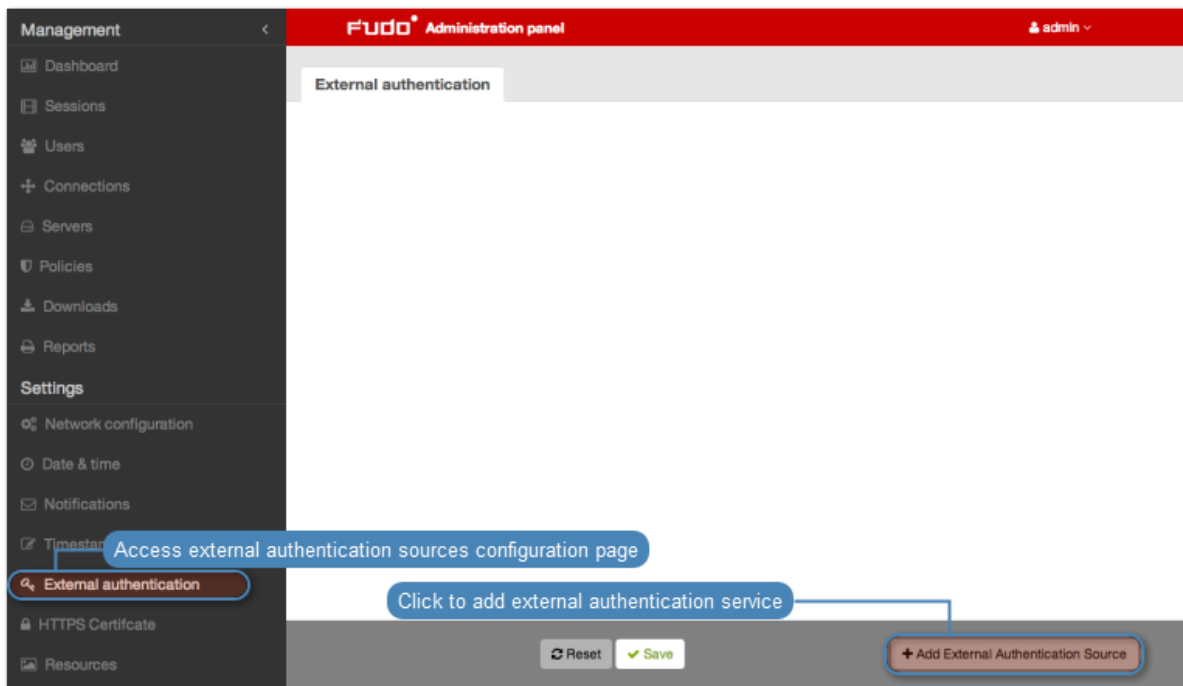 Management
FUDO Administration panel
admin
Dashboard
External authentication
Sessions
Users
Connections
Servers
Policies
Downloads
Reports
Settings
Network configuration
Date & time
Notifications
Access external authentication sources configuration page
External authentication
Click to add external authentication service
HTTPS Certifcate
Reset
Save
+ Add External Authentication Source
Resources